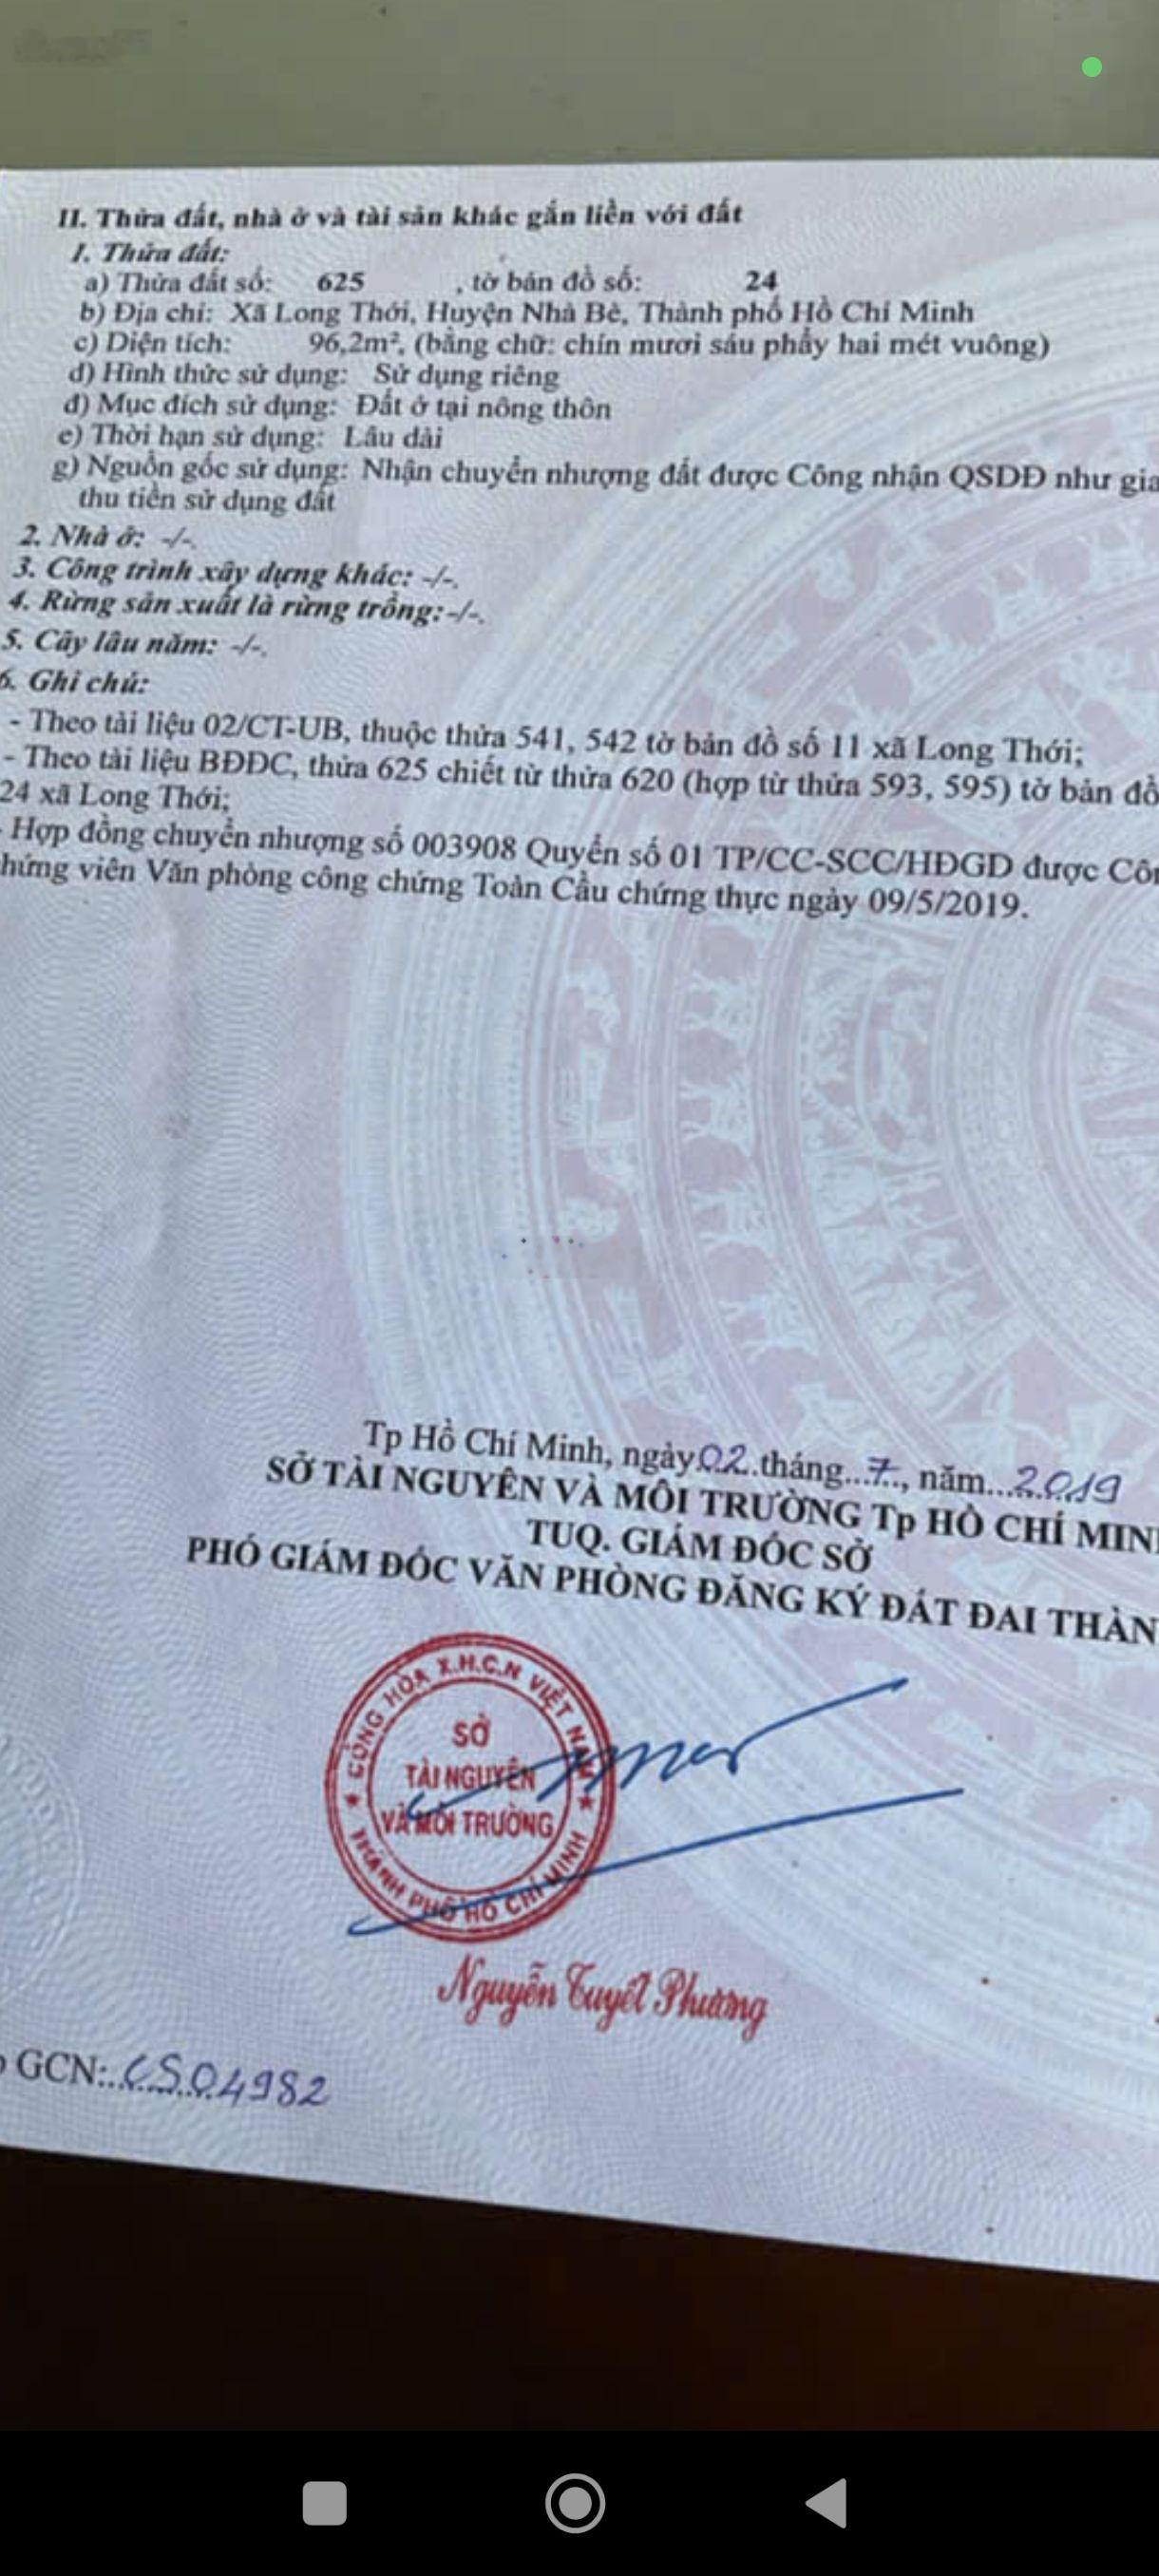 II. Thửa đất, nhà ở và tài sản khác gắn liền với đất
1. Thửa đất:
a) Thửa đất số: 625 , tờ bản đồ số: 24
b) Địa chỉ: Xã Long Thới, Huyện Nhà Bè, Thành phố Hồ Chí Minh
c) Diện tích: 96,2m², (bằng chữ: chín mươi sáu phẩy hai mét vuông)
d) Hình thức sử dụng: Sử dụng riêng
đ) Mục đích sử dụng: Đất ở tại nông thôn
e) Thời hạn sử dụng: Lâu dài
g) Nguồn gốc sử dụng: Nhận chuyển nhượng đất được Công nhận QSDĐ như gia
thu tiền sử dụng đất
2. Nhà ở: -/-.
3. Công trình xây dựng khác: -/-.
4. Rừng sản xuất là rừng trồng: -/-.
5. Cây lâu năm: -/-.
6. Ghi chú:
- Theo tài liệu 02/CT-UB, thuộc thửa 541, 542 tờ bản đồ số 11 xã Long Thới;
- Theo tài liệu BĐĐC, thửa 625 chiết từ thửa 620 (hợp từ thửa 593, 595) tờ bản đồ
24 xã Long Thới;
- Hợp đồng chuyển nhượng số 003908 Quyển số 01 TP/CC-SCC/HĐGD được Côn
hứng viên Văn phòng công chứng Toàn Cầu chứng thực ngày 09/5/2019.
Tp Hồ Chí Minh, ngày 02 tháng 7, năm 2019
SỞ TÀI NGUYÊN VÀ MÔI TRƯỜNG Tp HỒ CHÍ MINH
TUQ. GIÁM ĐỐC SỞ
PHÓ GIÁM ĐỐC VĂN PHÒNG ĐĂNG KÝ ĐẤT ĐAI THÀN
CỘNG HÒA X.H.C.N VIỆT NAM
SỞ
TÀI NGUYÊN
VÀ MÔI TRƯỜNG
THÀNH PHỐ HỒ CHÍ MINH
Nguyễn Tuyết Phương
GCN: CS04982